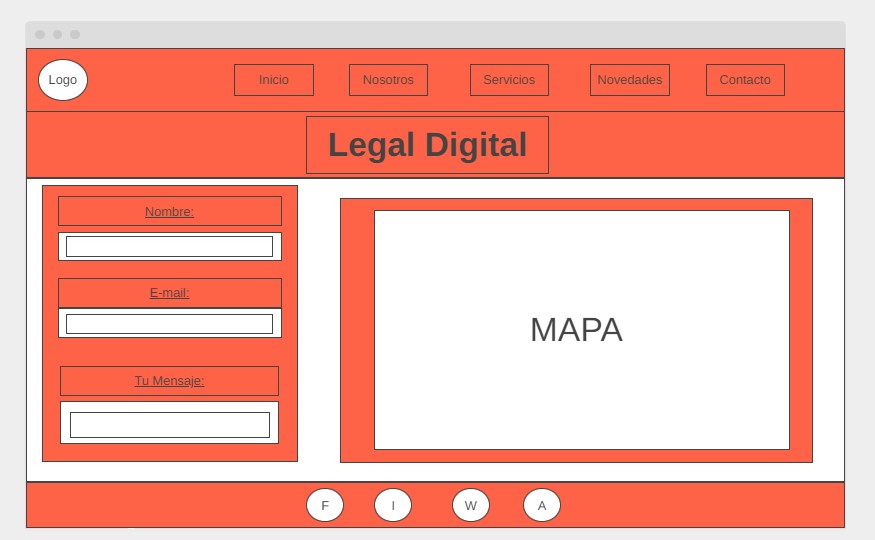 Logo
Inicio
Nosotros
Servicios
Novedades
Contacto
Legal Digital
Nombre:
E-mail:
Tu Mensaje:
MAPA
F
I
W
A